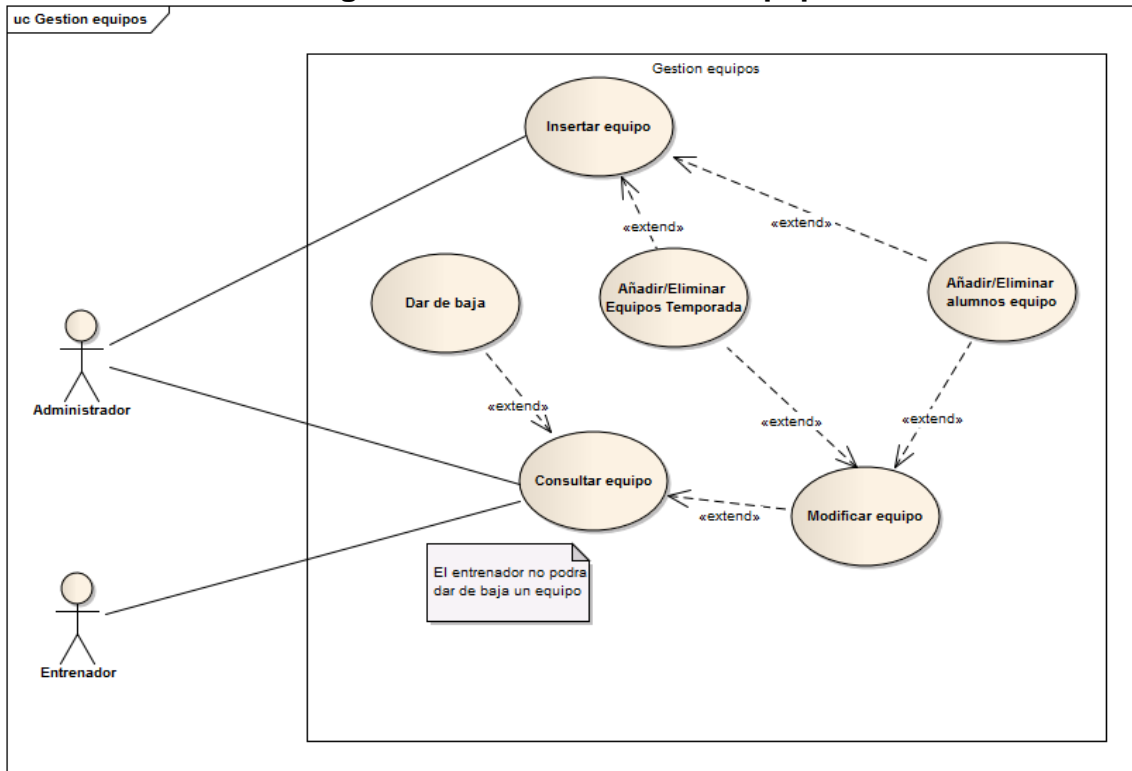 uc Gestion equipos
Gestion equipos
Insertar equipo
«extend»
«extend»
Dar de baja
Añadir/Eliminar
Equipos Temporada
Añadir/Eliminar
alumnos equipo
Administrador
«extend»
«extend»
«extend»
Consultar equipo
«extend»
Modificar equipo
El entrenador no podra
dar de baja un equipo
Entrenador